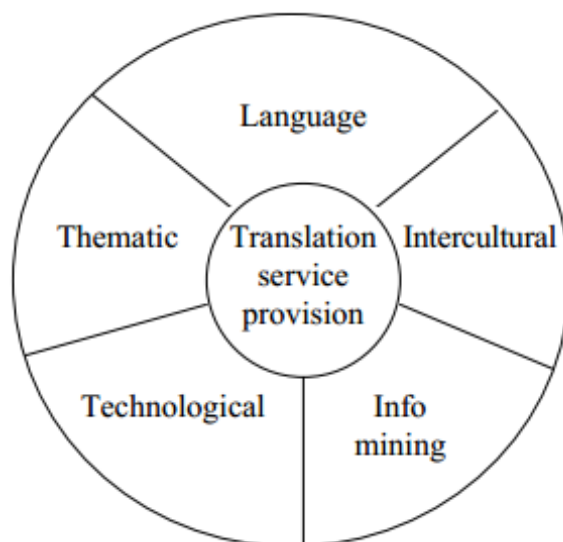 Language
Thematic
Translation
service
provision
Intercultural
Technological
Info
mining